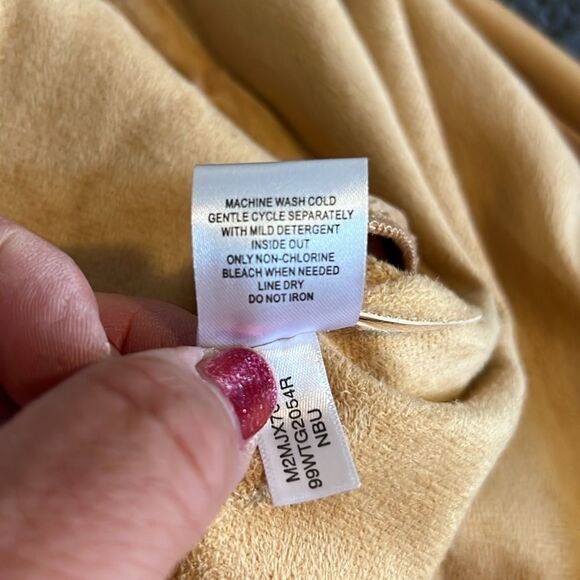 MACHINE WASH COLD
GENTLE CYCLE SEPARATELY
WITH MILD DETERGENT
INSIDE OUT
ONLY NON-CHLORINE
BLEACH WHEN NEEDED
LINE DRY
DO NOT IRON
99WTG2054R
NBU